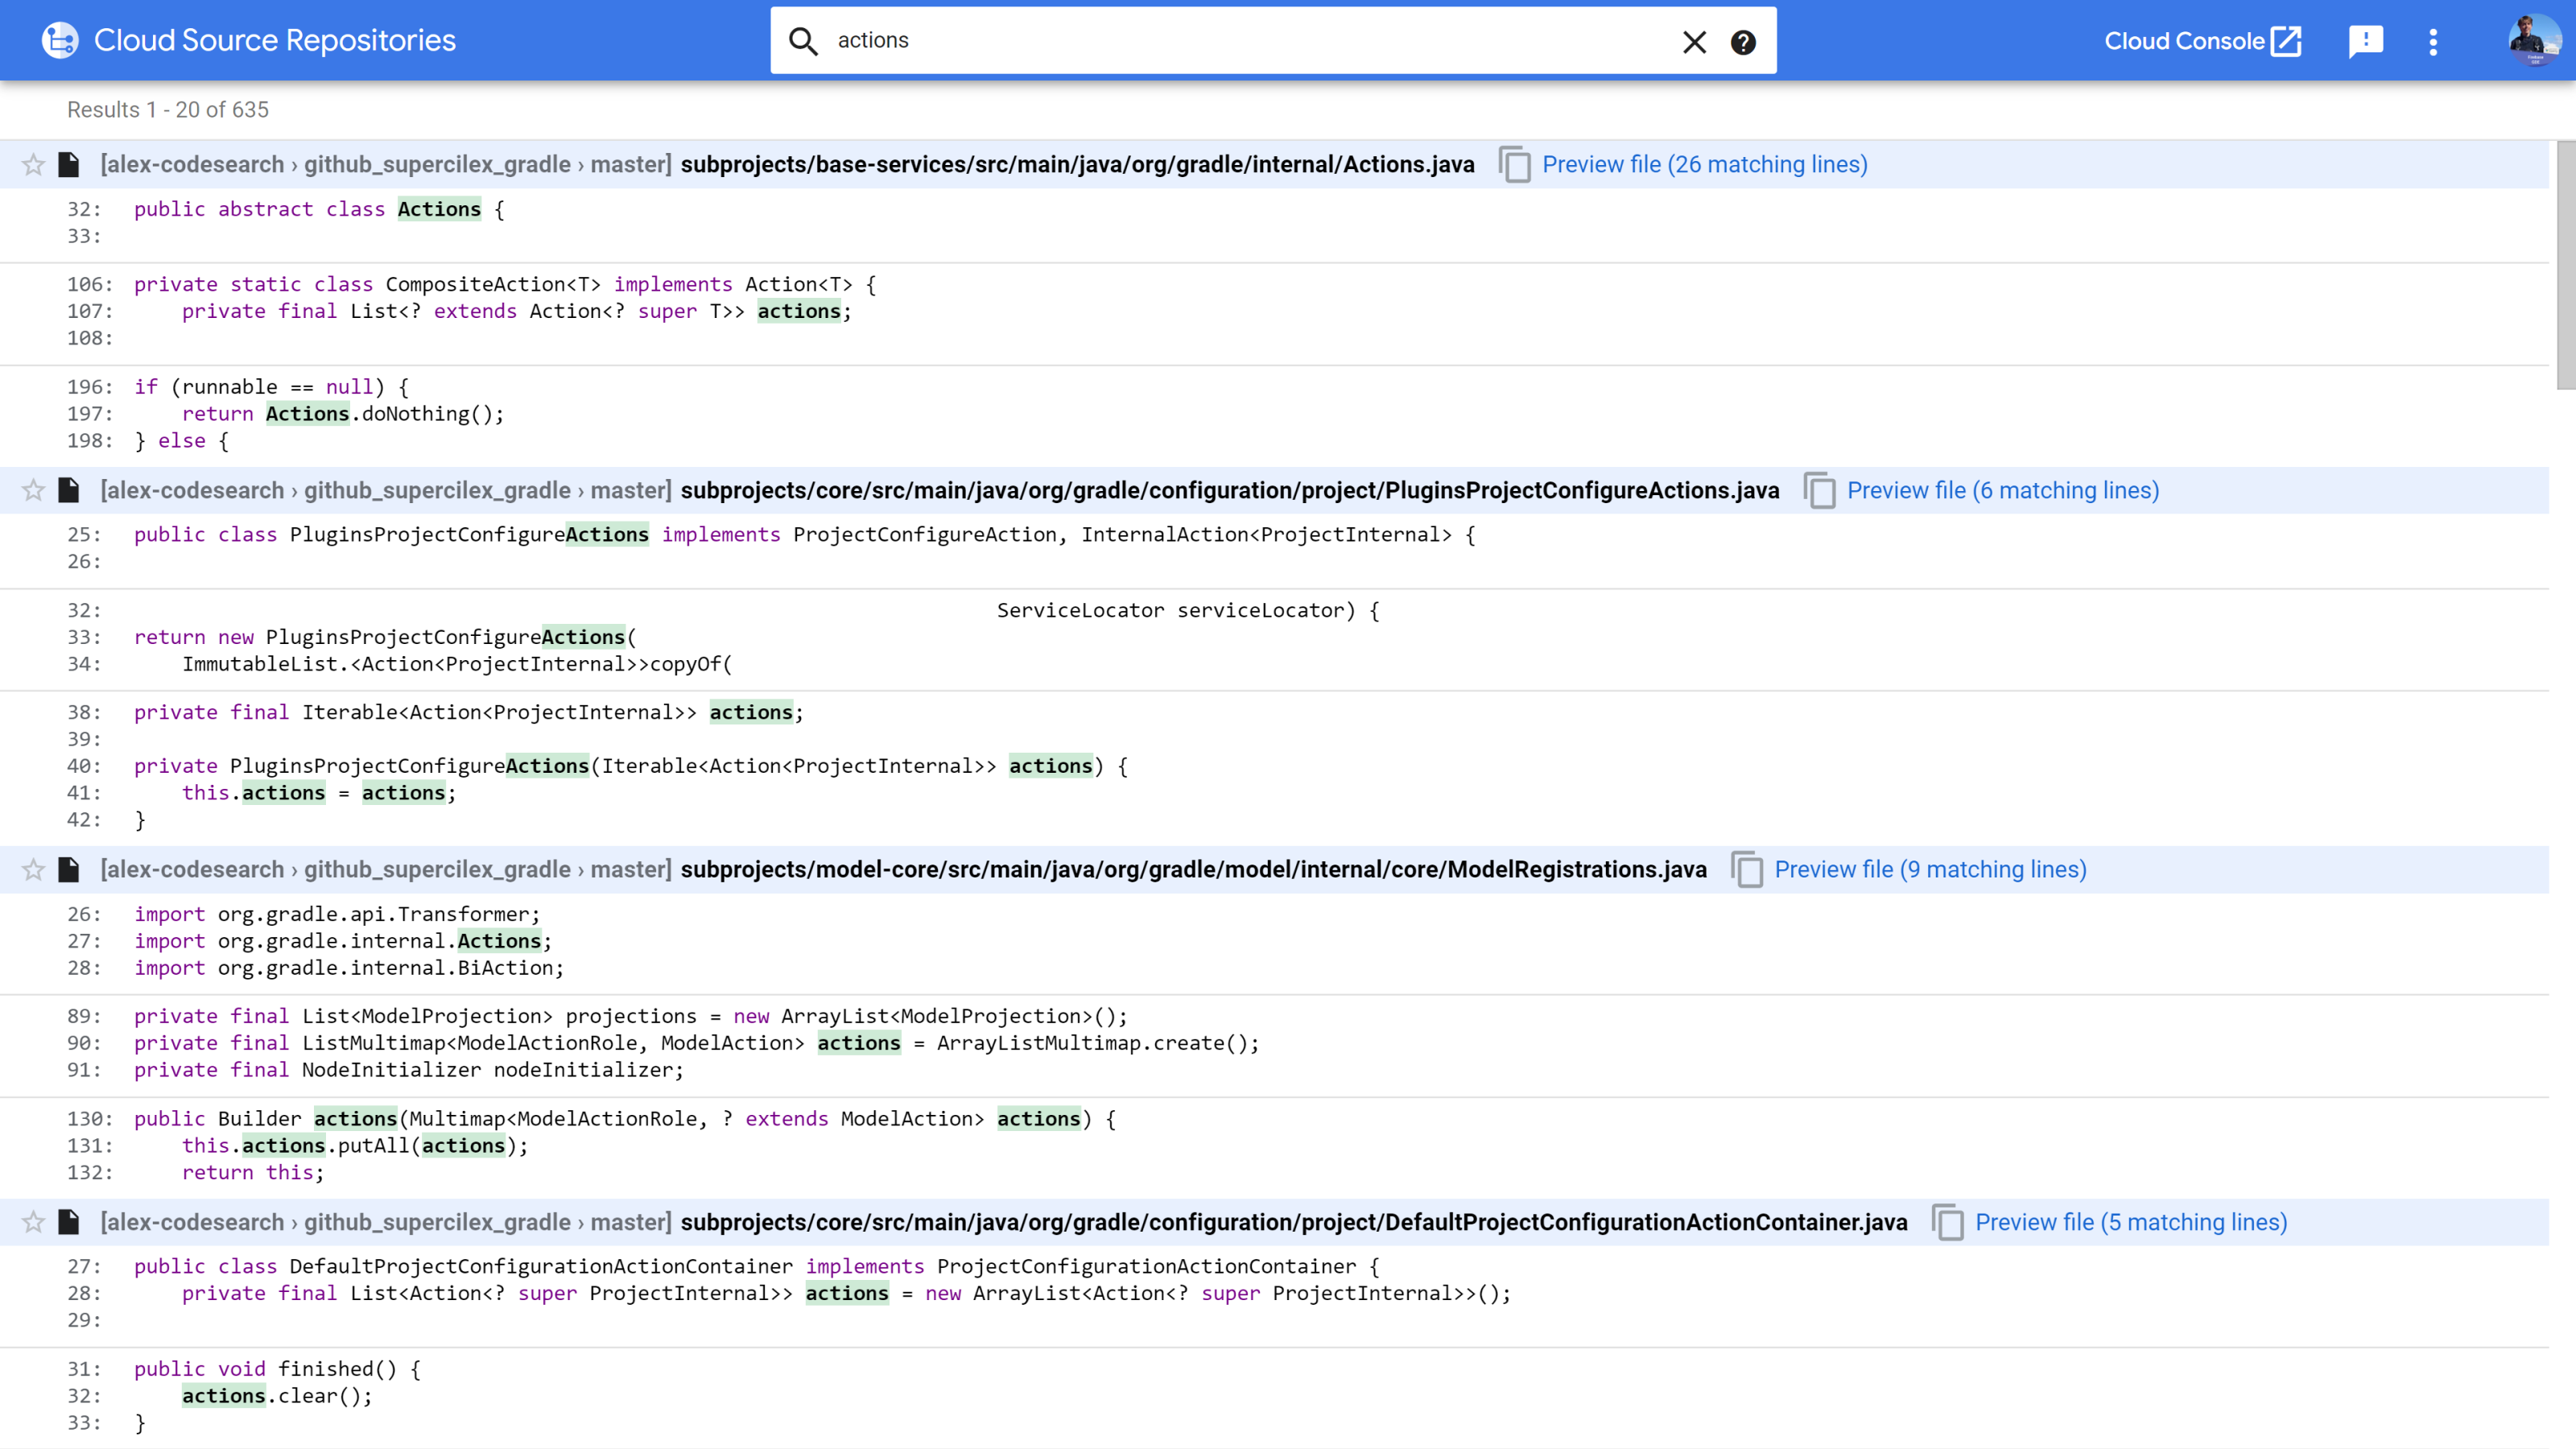 Cloud Source Repositories
actions
Cloud Console
Results 1 - 20 of 635
[alex-codesearch › github_supercilex_gradle › master] subprojects/base-services/src/main/java/org/gradle/internal/Actions.java Preview file (26 matching lines)
32: public abstract class Actions {
33:
106: private static class CompositeAction<T> implements Action<T> {
107:     private final List<? extends Action<? super T>> actions;
108:
196: if (runnable == null) {
197:     return Actions.doNothing();
198: } else {
[alex-codesearch › github_supercilex_gradle › master] subprojects/core/src/main/java/org/gradle/configuration/project/PluginsProjectConfigureActions.java Preview file (6 matching lines)
25: public class PluginsProjectConfigureActions implements ProjectConfigureAction, InternalAction<ProjectInternal> {
26:
32:                                                                         ServiceLocator serviceLocator) {
33: return new PluginsProjectConfigureActions(
34:     ImmutableList.<Action<ProjectInternal>>copyOf(
38: private final Iterable<Action<ProjectInternal>> actions;
39:
40: private PluginsProjectConfigureActions(Iterable<Action<ProjectInternal>> actions) {
41:     this.actions = actions;
42: }
[alex-codesearch › github_supercilex_gradle › master] subprojects/model-core/src/main/java/org/gradle/model/internal/core/ModelRegistrations.java Preview file (9 matching lines)
26: import org.gradle.api.Transformer;
27: import org.gradle.internal.Actions;
28: import org.gradle.internal.BiAction;
89: private final List<ModelProjection> projections = new ArrayList<ModelProjection>();
90: private final ListMultimap<ModelActionRole, ModelAction> actions = ArrayListMultimap.create();
91: private final NodeInitializer nodeInitializer;
130: public Builder actions(Multimap<ModelActionRole, ? extends ModelAction> actions) {
131:     this.actions.putAll(actions);
132:     return this;
[alex-codesearch › github_supercilex_gradle › master] subprojects/core/src/main/java/org/gradle/configuration/project/DefaultProjectConfigurationActionContainer.java Preview file (5 matching lines)
27: public class DefaultProjectConfigurationActionContainer implements ProjectConfigurationActionContainer {
28:     private final List<Action<? super ProjectInternal>> actions = new ArrayList<Action<? super ProjectInternal>>();
29:
31: public void finished() {
32:     actions.clear();
33: }